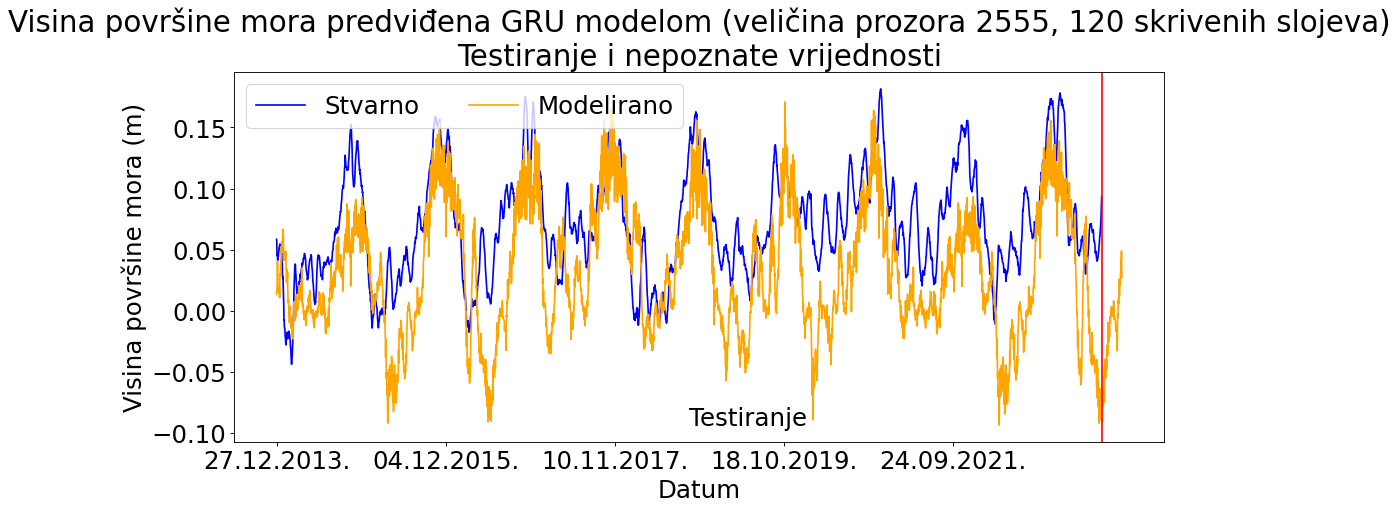 Visina površine mora predviđena GRU modelom (veličina prozora 2555, 120 skrivenih slojeva)
Testiranje i nepoznate vrijednosti
Stvarno
Modelirano
Visina površine mora (m)
0.15
0.10
0.05
0.00
−0.05
−0.10
Testiranje
27.12.2013.
04.12.2015.
10.11.2017.
18.10.2019.
24.09.2021.
Datum